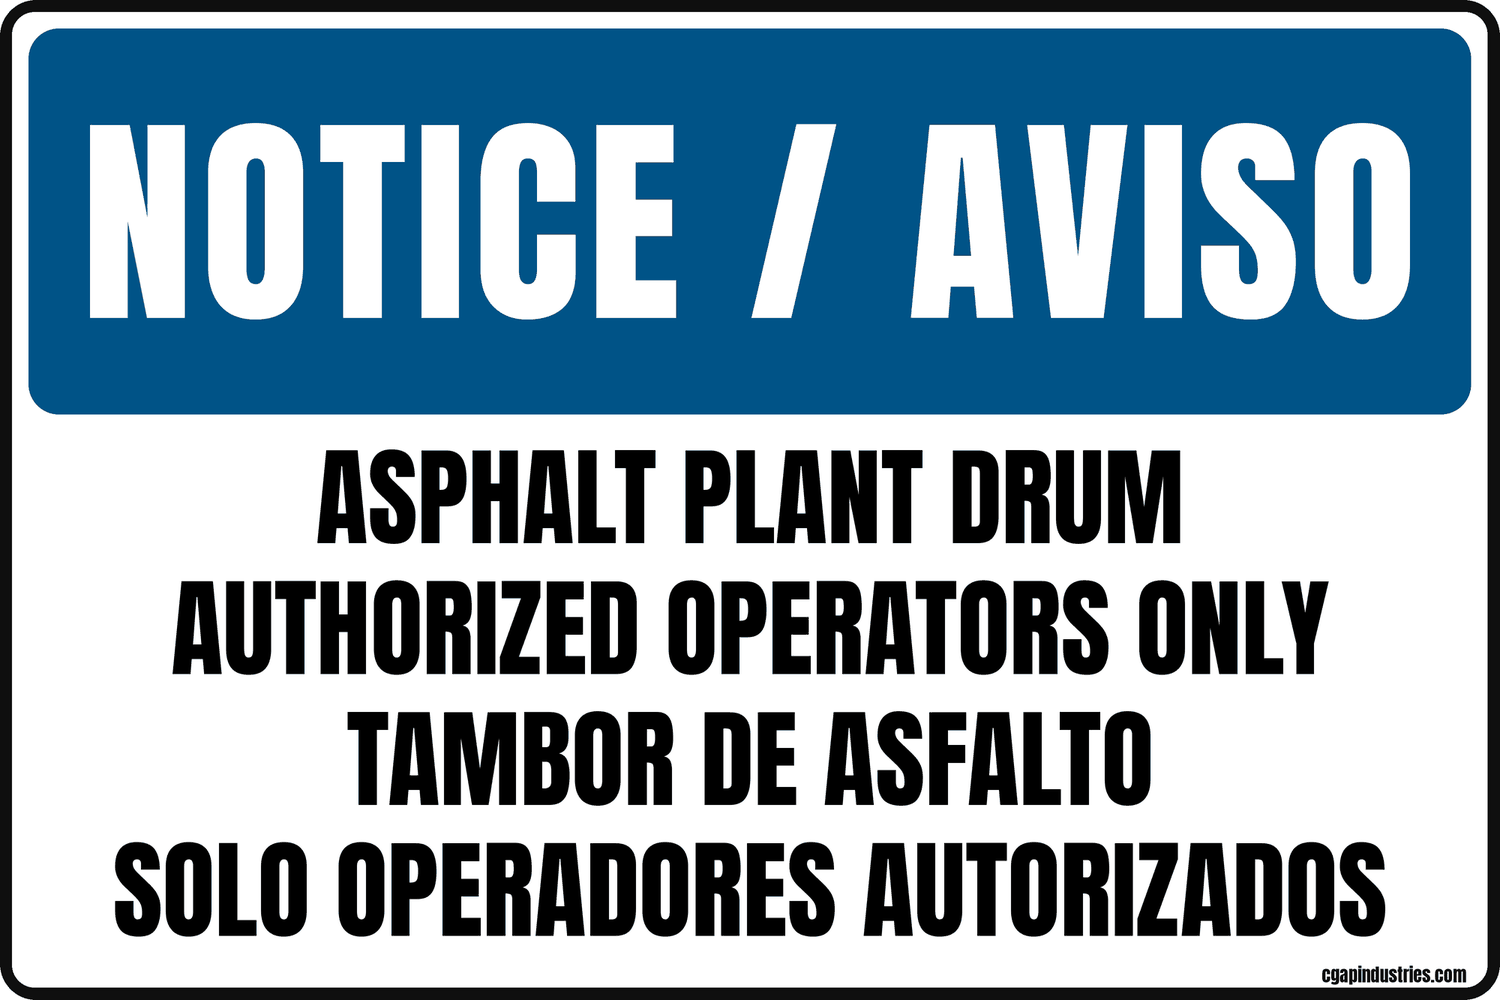 NOTICE / AVISO
ASPHALT PLANT DRUM
AUTHORIZED OPERATORS ONLY
TAMBOR DE ASFALTO
SOLO OPERADORES AUTORIZADOS
cgapindustries.com